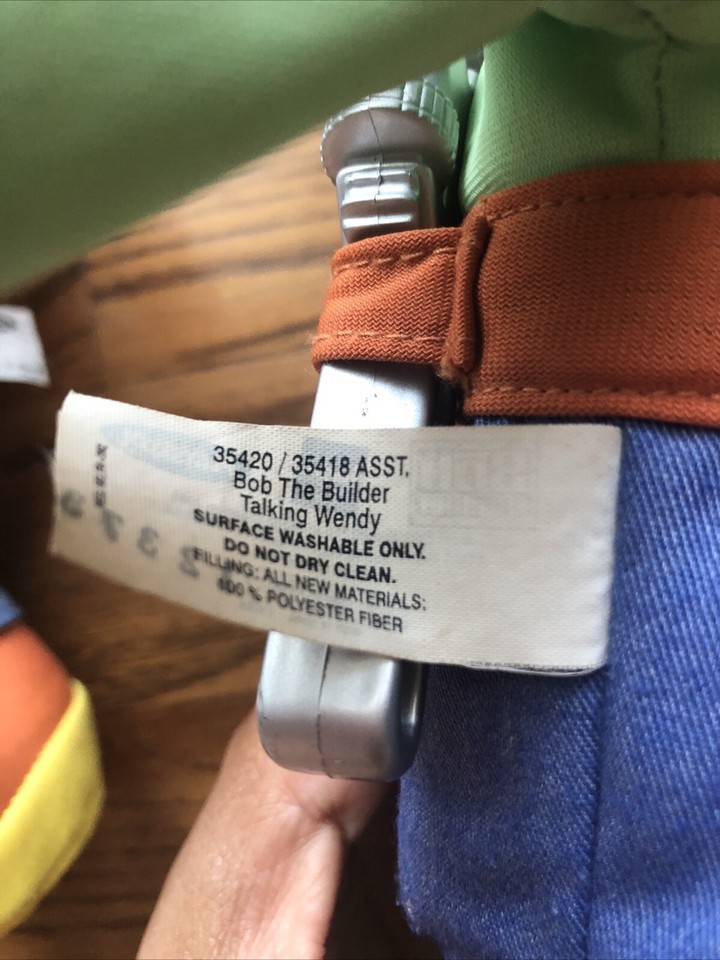 35420 / 35418 ASST.
Bob The Builder
Talking Wendy
SURFACE WASHABLE ONLY.
DO NOT DRY CLEAN.
FILLING: ALL NEW MATERIALS:
100 % POLYESTER FIBER